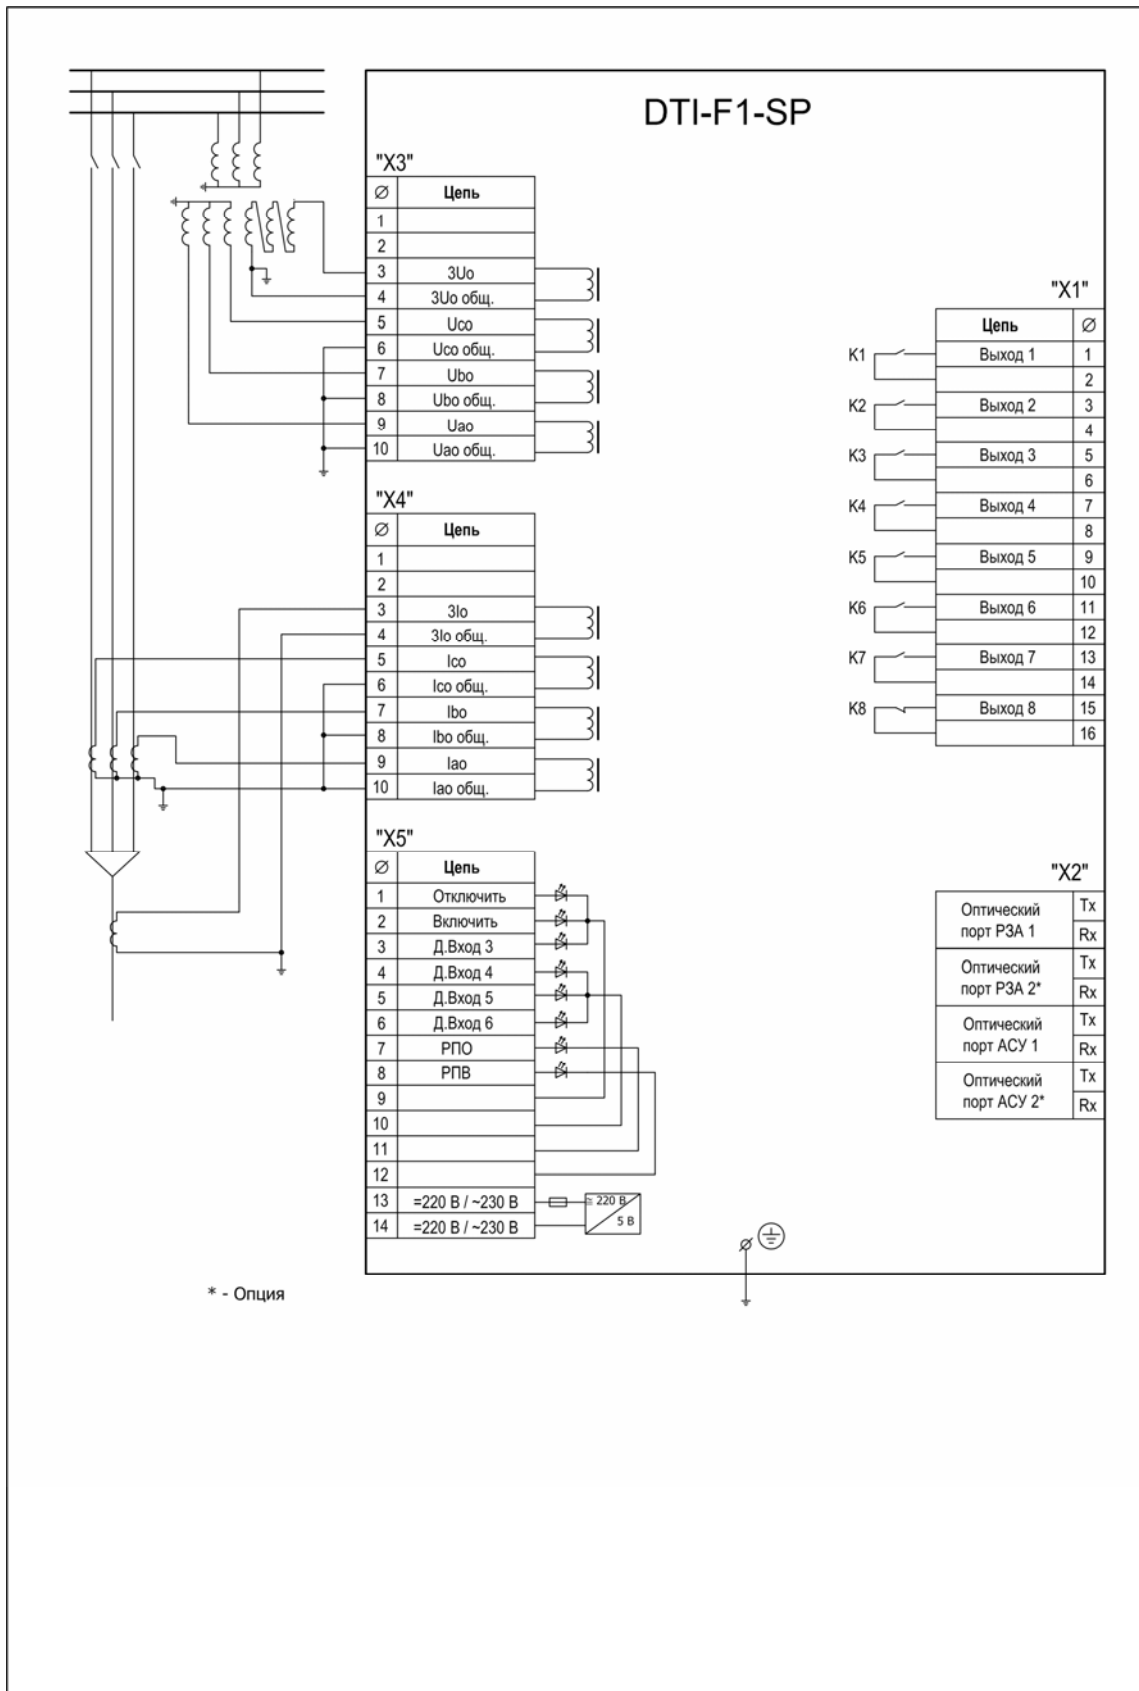 DTI-F1-SP
"X3"
Ø Цепь
1
2
3 3Uo
4 3Uo общ.
5 Uco
6 Uco общ.
7 Ubo
8 Ubo общ.
9 Uao
10 Uao общ.
"X4"
Ø Цепь
1
2
3 3Io
4 3Io общ.
5 Ico
6 Ico общ.
7 Ibo
8 Ibo общ.
9 Iao
10 Iao общ.
"X5"
Ø Цепь
1 Отключить
2 Включить
3 Д.Вход 3
4 Д.Вход 4
5 Д.Вход 5
6 Д.Вход 6
7 РПО
8 РПВ
9
10
11
12
13 =220 В / ~230 В
14 =220 В / ~230 В
≅ 220 В
5 В
"X1"
Цепь Ø
K1 Выход 1 1
2
K2 Выход 2 3
4
K3 Выход 3 5
6
K4 Выход 4 7
8
K5 Выход 5 9
10
K6 Выход 6 11
12
K7 Выход 7 13
14
K8 Выход 8 15
16
"X2"
Оптический порт РЗА 1 Tx
Rx
Оптический порт РЗА 2* Tx
Rx
Оптический порт АСУ 1 Tx
Rx
Оптический порт АСУ 2* Tx
Rx
* - Опция